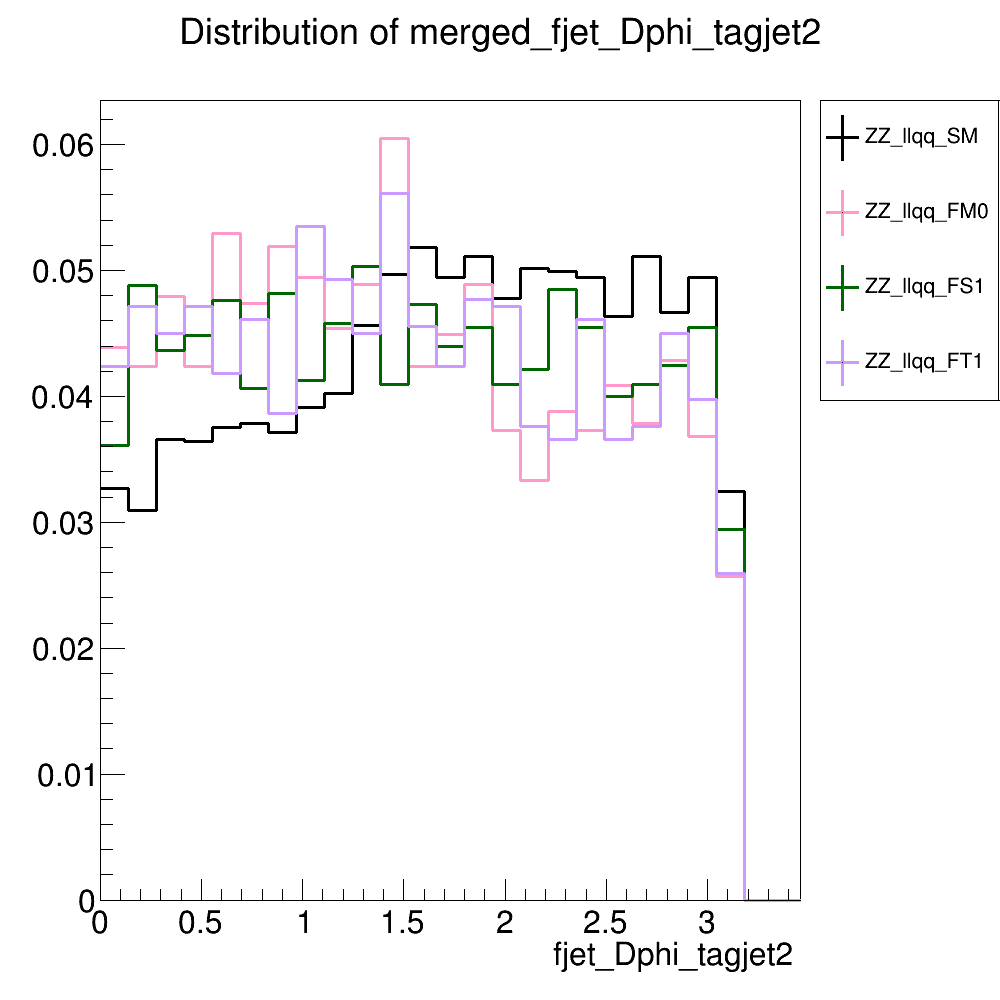 Distribution of merged_fjet_Dphi_tagjet2
0.06
0.05
0.04
0.03
0.02
0.01
0
0 0.5 1 1.5 2 2.5 3
fjet_Dphi_tagjet2
ZZ_llqq_SM
ZZ_llqq_FM0
ZZ_llqq_FS1
ZZ_llqq_FT1